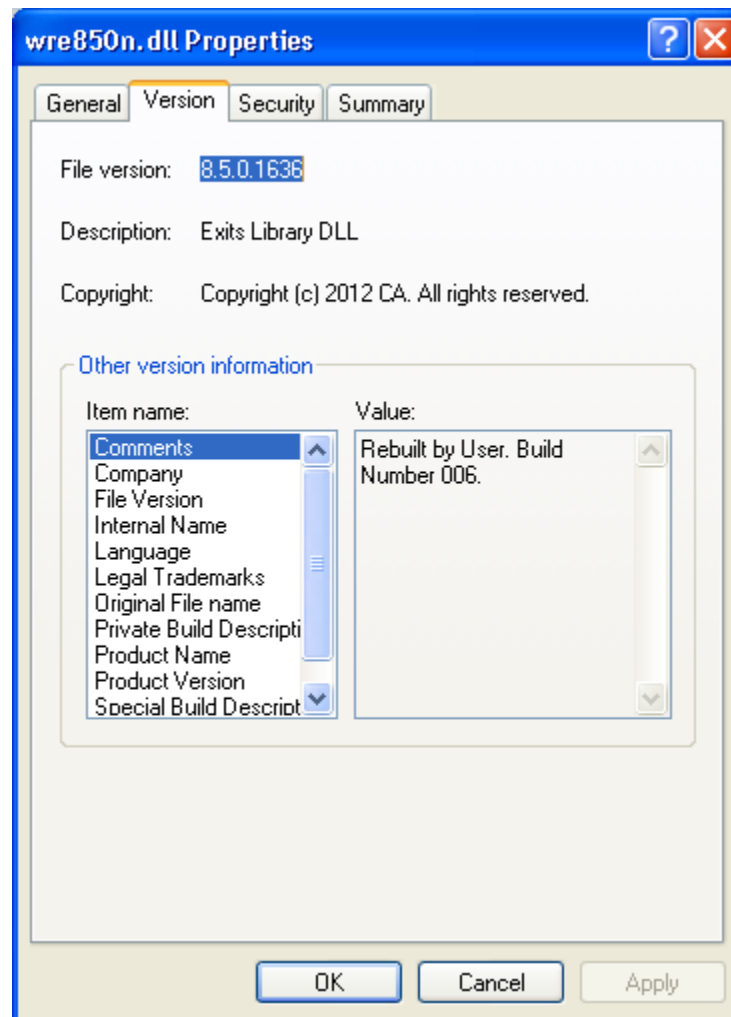 wre850n.dll Properties
General Version Security Summary
File version: 8.5.0.1636
Description: Exits Library DLL
Copyright: Copyright (c) 2012 CA. All rights reserved.
Other version information
Item name: Value:
Comments
Company
File Version
Internal Name
Language
Legal Trademarks
Original File name
Private Build Descripti
Product Name
Product Version
Special Build Descript
Rebuilt by User. Build
Number 006.
OK Cancel Apply